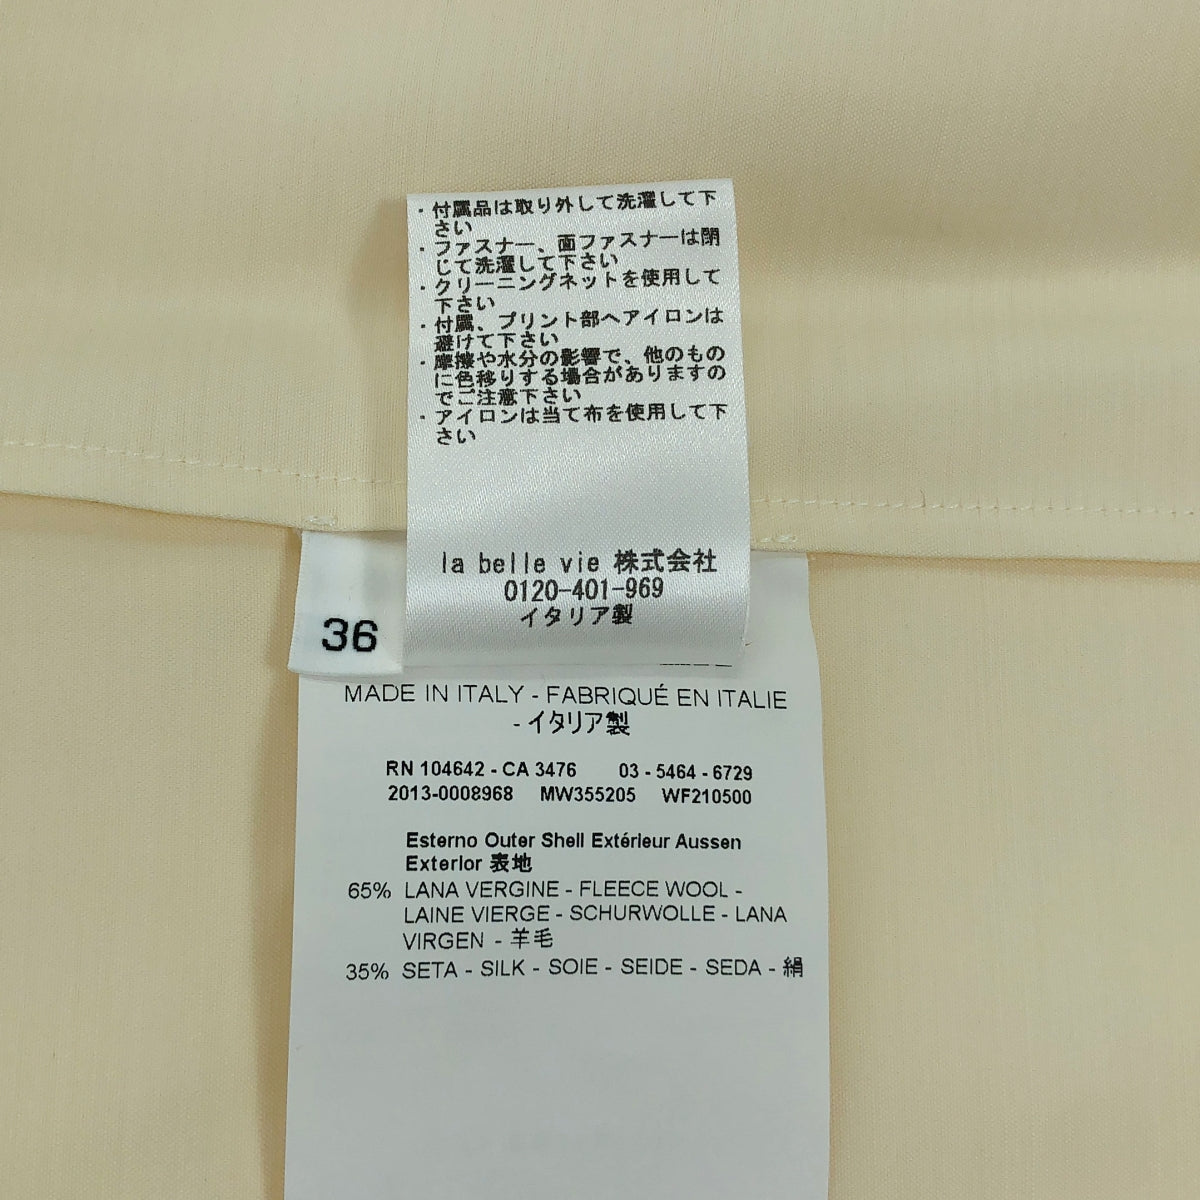 ・付属品は取り外して洗濯して下
さい
・ファスナー、面ファスナーは閉
じて洗濯して下さい
・クリーニングネットを使用して
下さい
・付属、プリント部へアイロンは
避けて下さい
・摩擦や水分の影響で、他のもの
に色移りする場合がありますの
でご注意下さい
・アイロンは当て布を使用して下
さい
la belle vie 株式会社
0120-401-969
イタリア製
36
MADE IN ITALY - FABRIQUÉ EN ITALIE
- イタリア製
RN 104642 - CA 3476 03 - 5464 - 6729
2013-0008968 MW355205 WF210500
Esterno Outer Shell Extérieur Aussen
Exterior 表地
65% LANA VERGINE - FLEECE WOOL -
LAINE VIERGE - SCHURWOLLE - LANA
VIRGEN - 羊毛
35% SETA - SILK - SOIE - SEIDE - SEDA - 絹